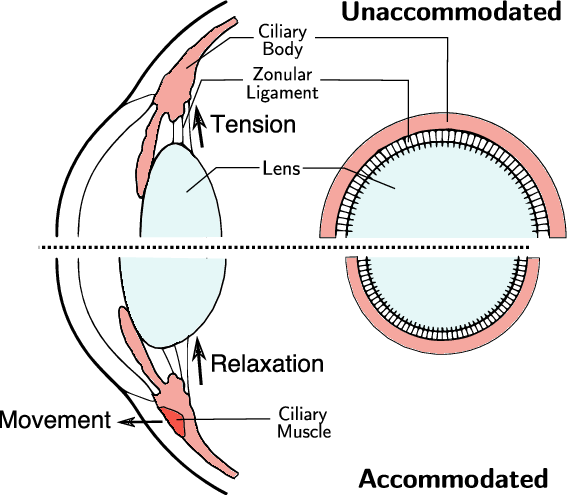 Unaccommodated
Ciliary
Body
Zonular
Ligament
Tension
Lens
Relaxation
Movement
Ciliary
Muscle
Accommodated